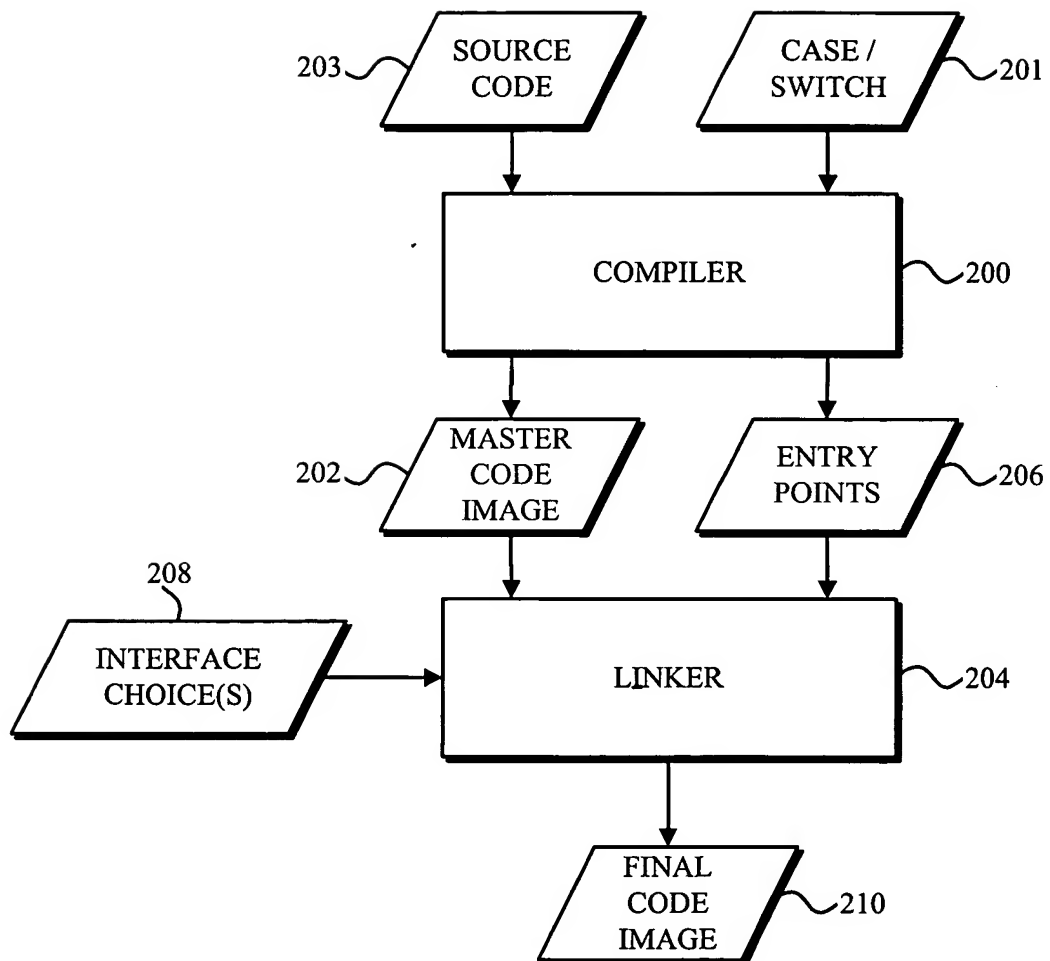 203
SOURCE
CODE
CASE /
SWITCH
201
COMPILER
200
202
MASTER
CODE
IMAGE
ENTRY
POINTS
206
208
INTERFACE
CHOICE(S)
LINKER
204
FINAL
CODE
IMAGE
210